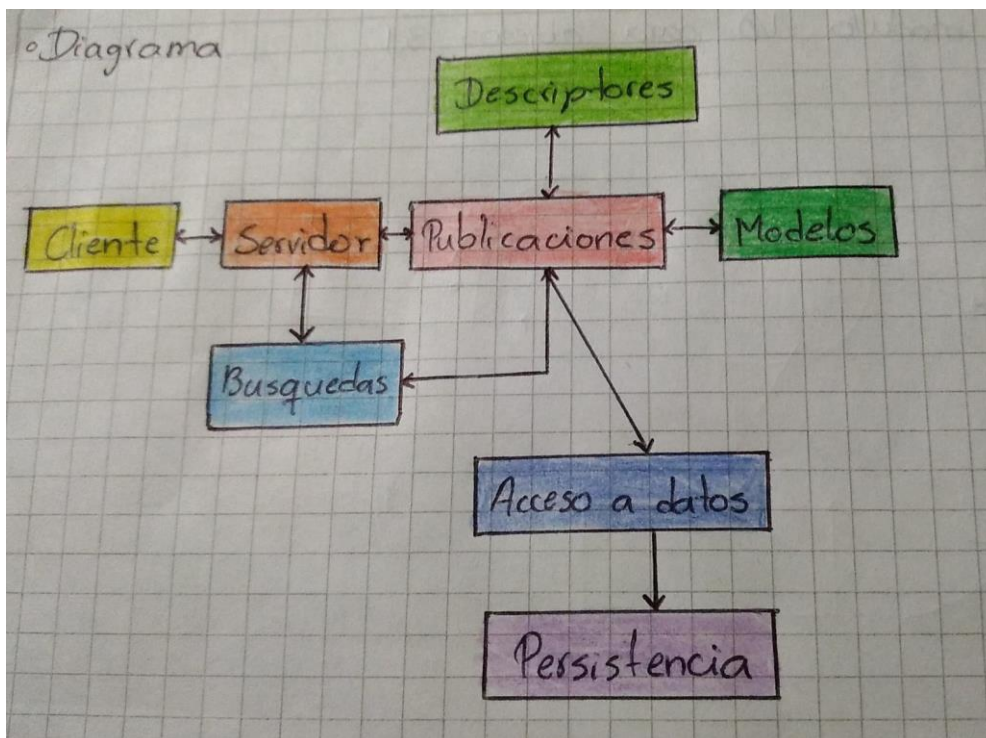 ◦ Diagrama
Descriptores
Cliente
Servidor
Publicaciones
Modelos
Busquedas
Acceso a datos
Persistencia